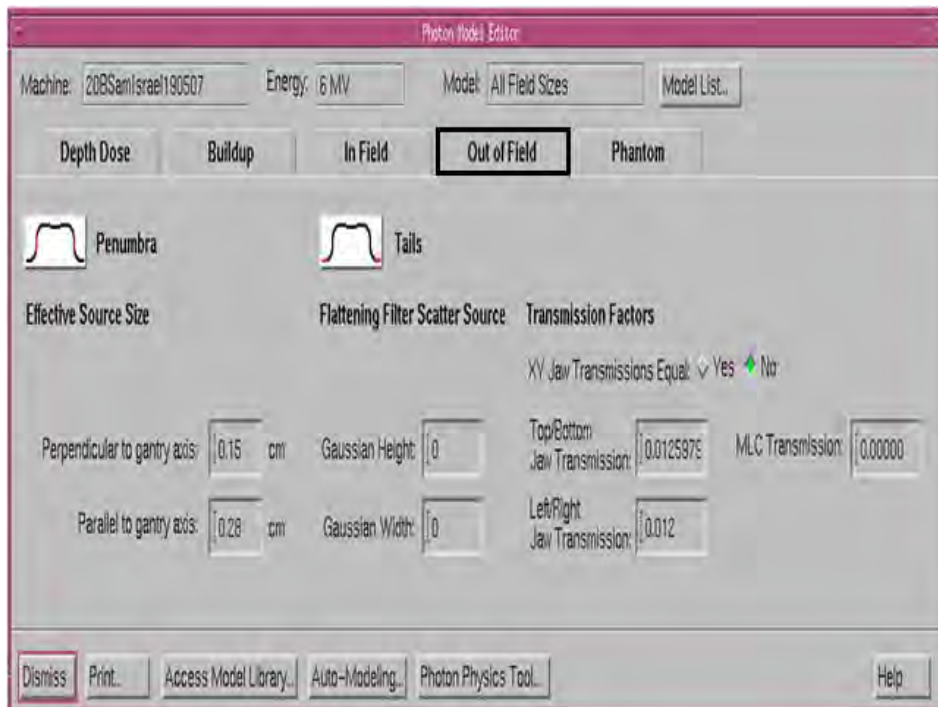 Photon Model Editor
Machine: 20BSamIsrael190507 Energy: 6 MV Model: All Field Sizes Model List..
Depth Dose Buildup In Field Out of Field Phantom
Penumbra Tails
Effective Source Size Flattening Filter Scatter Source Transmission Factors
XY Jaw Transmissions Equal: Yes No
Perpendicular to gantry axis: 0.15 cm Gaussian Height: 0 Top/Bottom Jaw Transmission: 0.0125979 MLC Transmission: 0.00000
Parallel to gantry axis: 0.28 cm Gaussian Width: 0 Left/Right Jaw Transmission: 0.012
Dismiss Print.. Access Model Library.. Auto-Modeling.. Photon Physics Tool.. Help